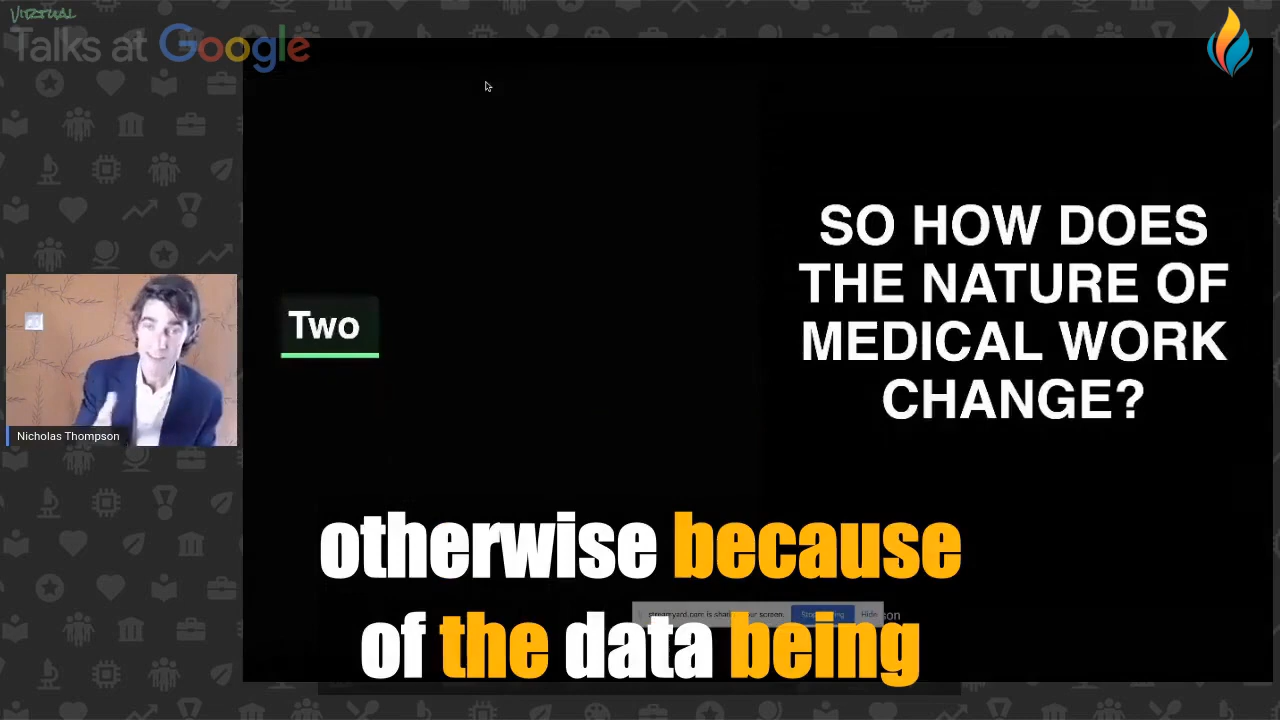 VIRTUAL
Talks at Google
SO HOW DOES
THE NATURE OF
MEDICAL WORK
CHANGE?
Two
Nicholas Thompson
otherwise because
of the data being
Hide